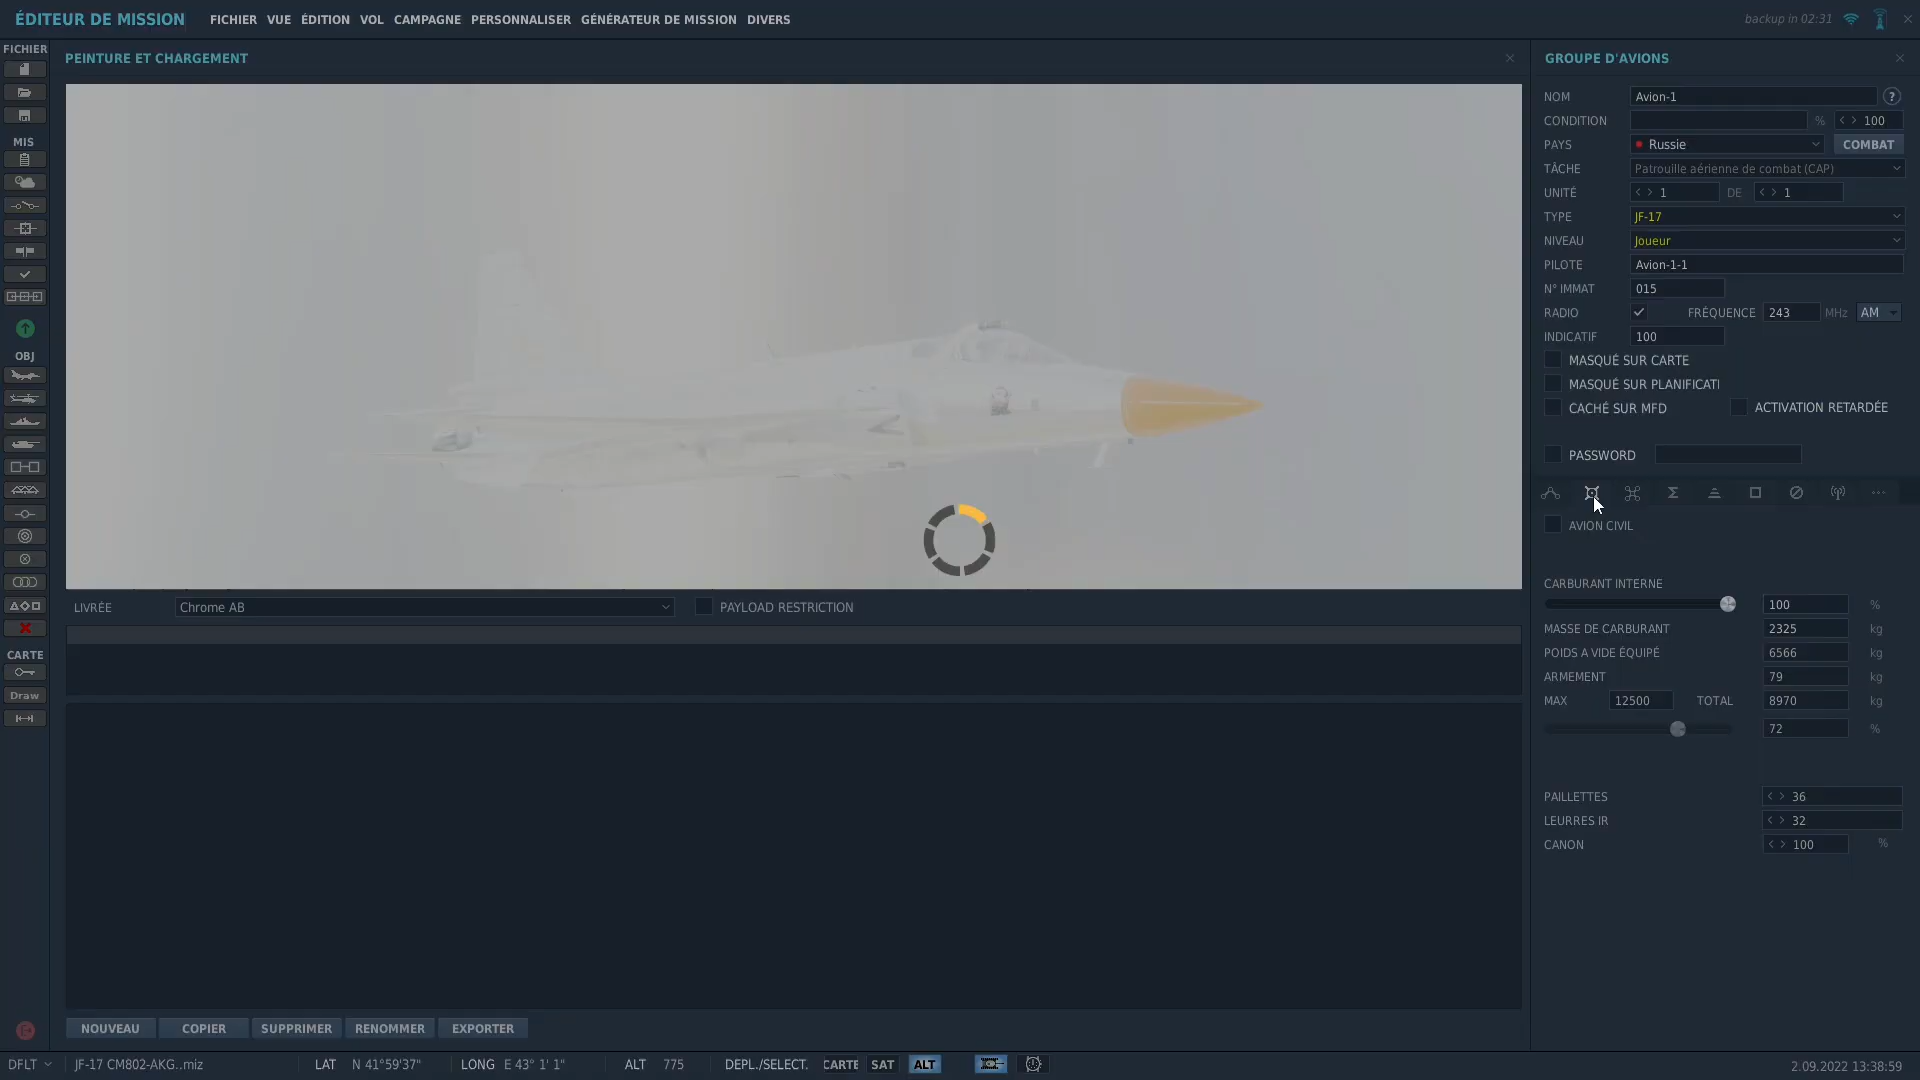 ÉDITEUR DE MISSION
FICHIER VUE ÉDITION VOL CAMPAGNE PERSONNALISER GÉNÉRATEUR DE MISSION DIVERS
backup in 02:31
FICHIER
MIS
OBJ
CARTE
Draw
PEINTURE ET CHARGEMENT
LIVRÉE Chrome AB PAYLOAD RESTRICTION
NOUVEAU COPIER SUPPRIMER RENOMMER EXPORTER
GROUPE D'AVIONS
NOM Avion-1 ?
CONDITION % < > 100
PAYS Russie COMBAT
TÂCHE Patrouille aérienne de combat (CAP)
UNITÉ < > 1 DE < > 1
TYPE JF-17
NIVEAU Joueur
PILOTE Avion-1-1
N° IMMAT 015
RADIO FRÉQUENCE 243 MHz AM
INDICATIF 100
MASQUÉ SUR CARTE
MASQUÉ SUR PLANIFICATI
CACHÉ SUR MFD ACTIVATION RETARDÉE
PASSWORD
AVION CIVIL
CARBURANT INTERNE
100 %
MASSE DE CARBURANT 2325 kg
POIDS A VIDE ÉQUIPÉ 6566 kg
ARMEMENT 79 kg
MAX 12500 TOTAL 8970 kg
72 %
PAILLETTES < > 36
LEURRES IR < > 32
CANON < > 100 %
DFLT JF-17 CM802-AKG..miz LAT N 41°59'37" LONG E 43° 1' 1" ALT 775 DEPL./SELECT. CARTE SAT ALT 2.09.2022 13:38:59